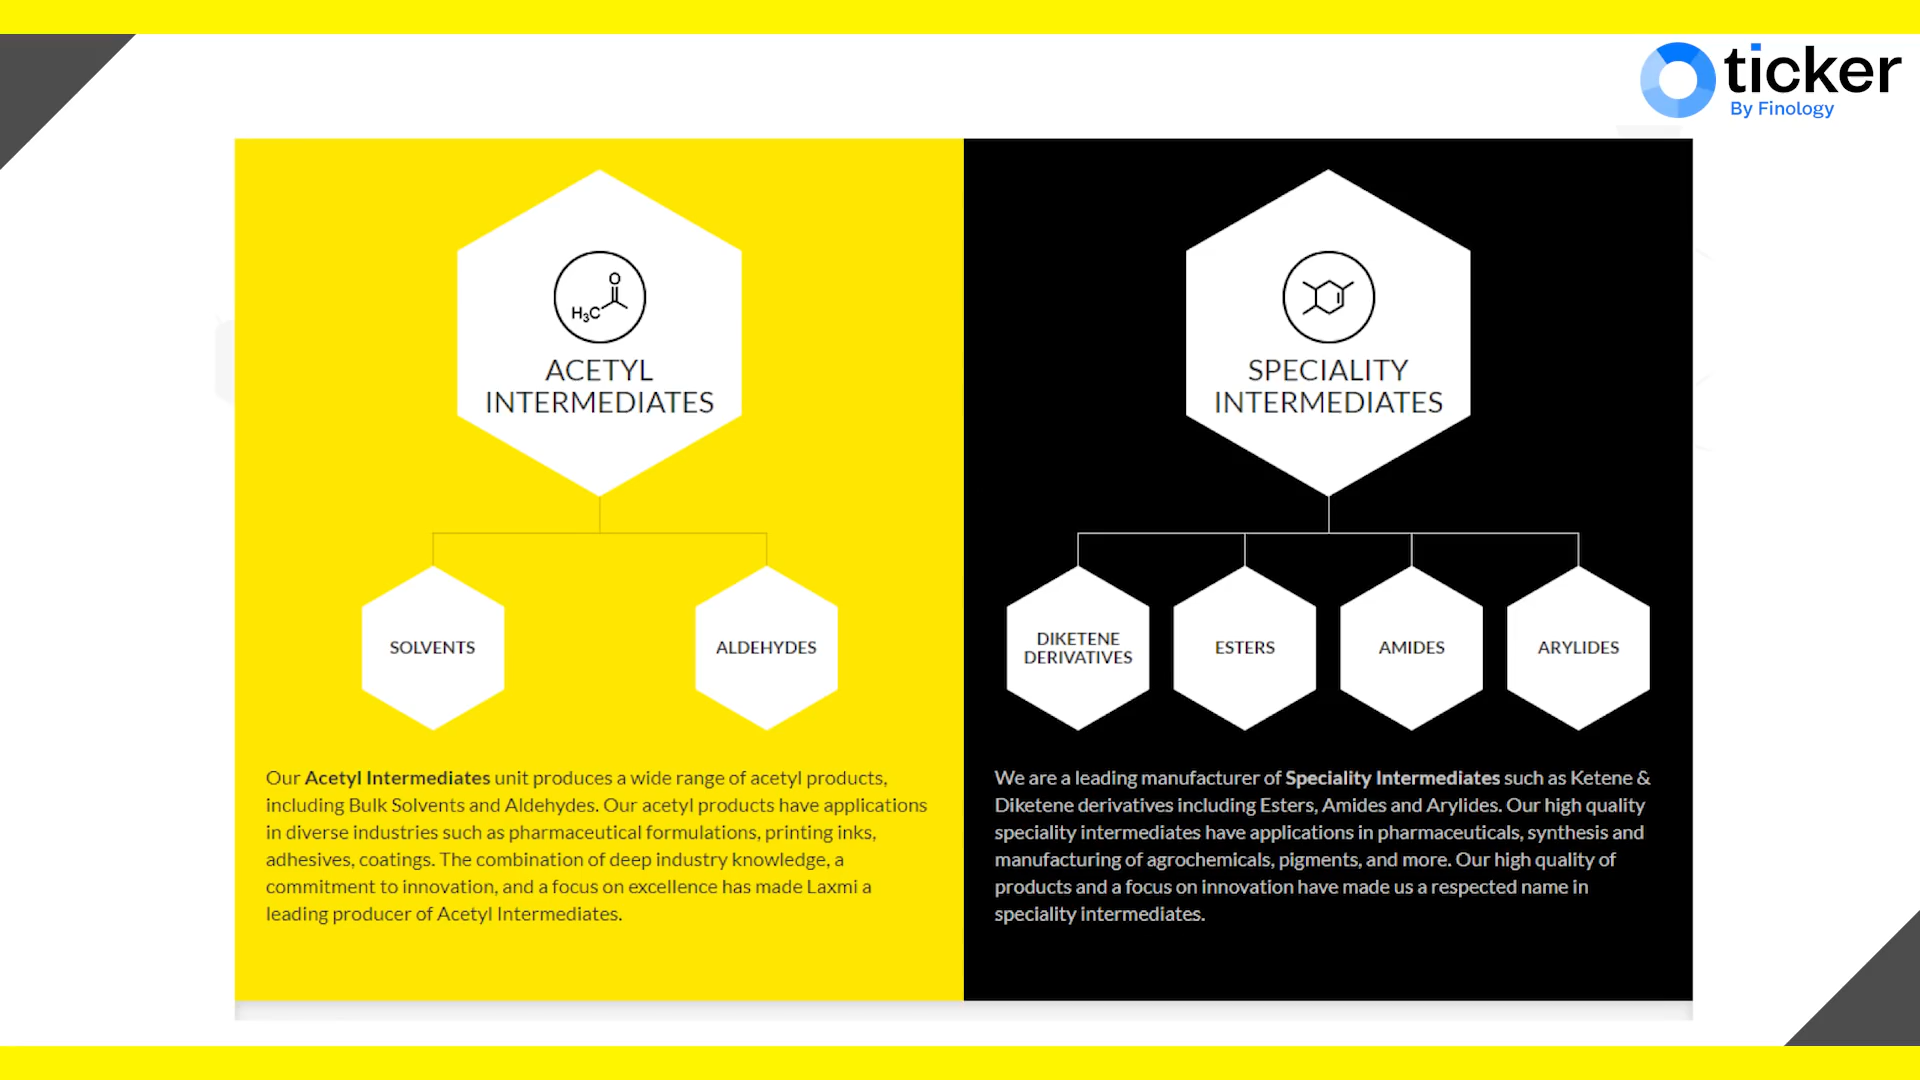 ticker
By Finology
O
H₃C
ACETYL
INTERMEDIATES
SOLVENTS
ALDEHYDES
Our Acetyl Intermediates unit produces a wide range of acetyl products,
including Bulk Solvents and Aldehydes. Our acetyl products have applications
in diverse industries such as pharmaceutical formulations, printing inks,
adhesives, coatings. The combination of deep industry knowledge, a
commitment to innovation, and a focus on excellence has made Laxmi a
leading producer of Acetyl Intermediates.
SPECIALITY
INTERMEDIATES
DIKETENE
DERIVATIVES
ESTERS
AMIDES
ARYLIDES
We are a leading manufacturer of Speciality Intermediates such as Ketene &
Diketene derivatives including Esters, Amides and Arylides. Our high quality
speciality intermediates have applications in pharmaceuticals, synthesis and
manufacturing of agrochemicals, pigments, and more. Our high quality of
products and a focus on innovation have made us a respected name in
speciality intermediates.